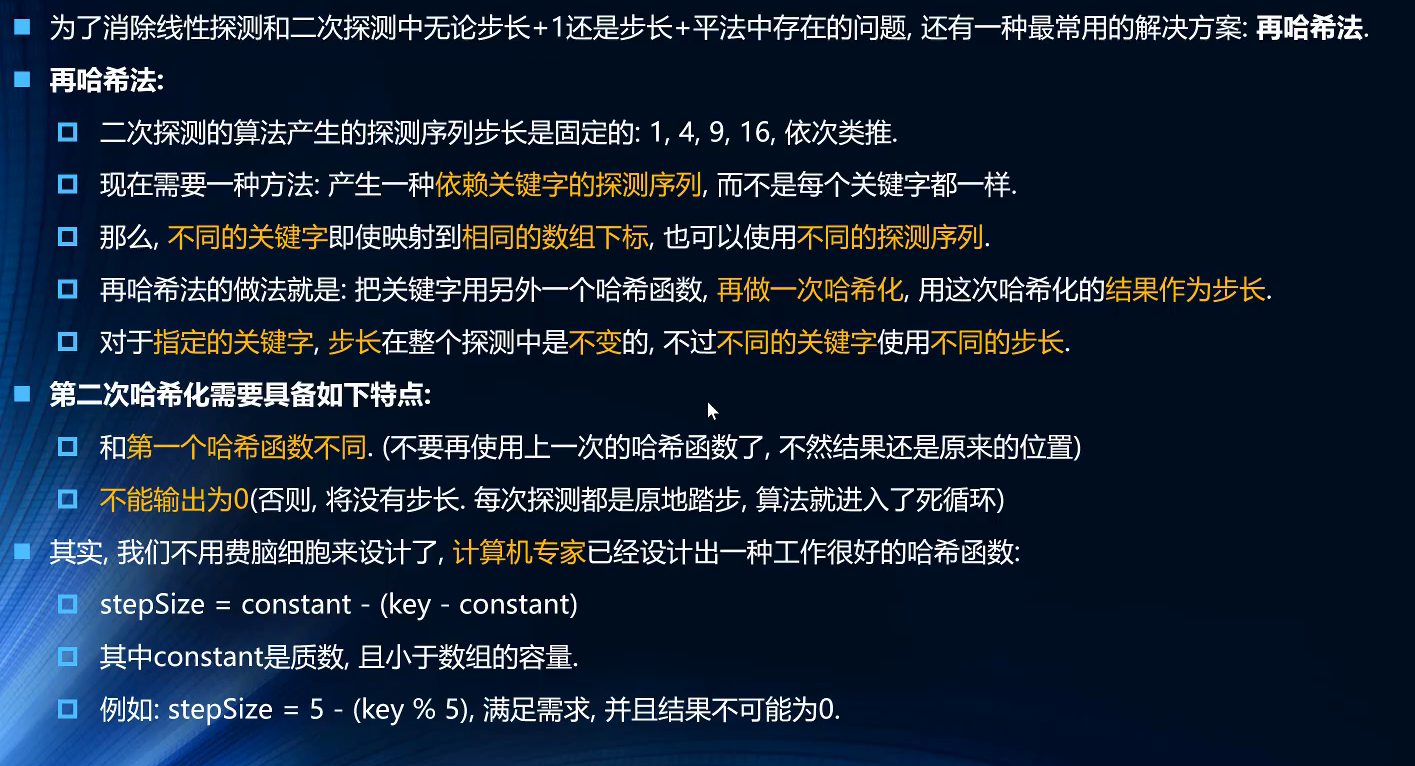 为了消除线性探测和二次探测中无论步长+1还是步长+平法中存在的问题, 还有一种最常用的解决方案: 再哈希法.
再哈希法:
二次探测的算法产生的探测序列步长是固定的: 1, 4, 9, 16, 依次类推.
现在需要一种方法: 产生一种依赖关键字的探测序列, 而不是每个关键字都一样.
那么, 不同的关键字即使映射到相同的数组下标, 也可以使用不同的探测序列.
再哈希法的做法就是: 把关键字用另外一个哈希函数, 再做一次哈希化, 用这次哈希化的结果作为步长.
对于指定的关键字, 步长在整个探测中是不变的, 不过不同的关键字使用不同的步长.
第二次哈希化需要具备如下特点:
和第一个哈希函数不同. (不要再使用上一次的哈希函数了, 不然结果还是原来的位置)
不能输出为0(否则, 将没有步长. 每次探测都是原地踏步, 算法就进入了死循环)
其实, 我们不用费脑细胞来设计了, 计算机专家已经设计出一种工作很好的哈希函数:
stepSize = constant - (key - constant)
其中constant是质数, 且小于数组的容量.
例如: stepSize = 5 - (key % 5), 满足需求, 并且结果不可能为0.